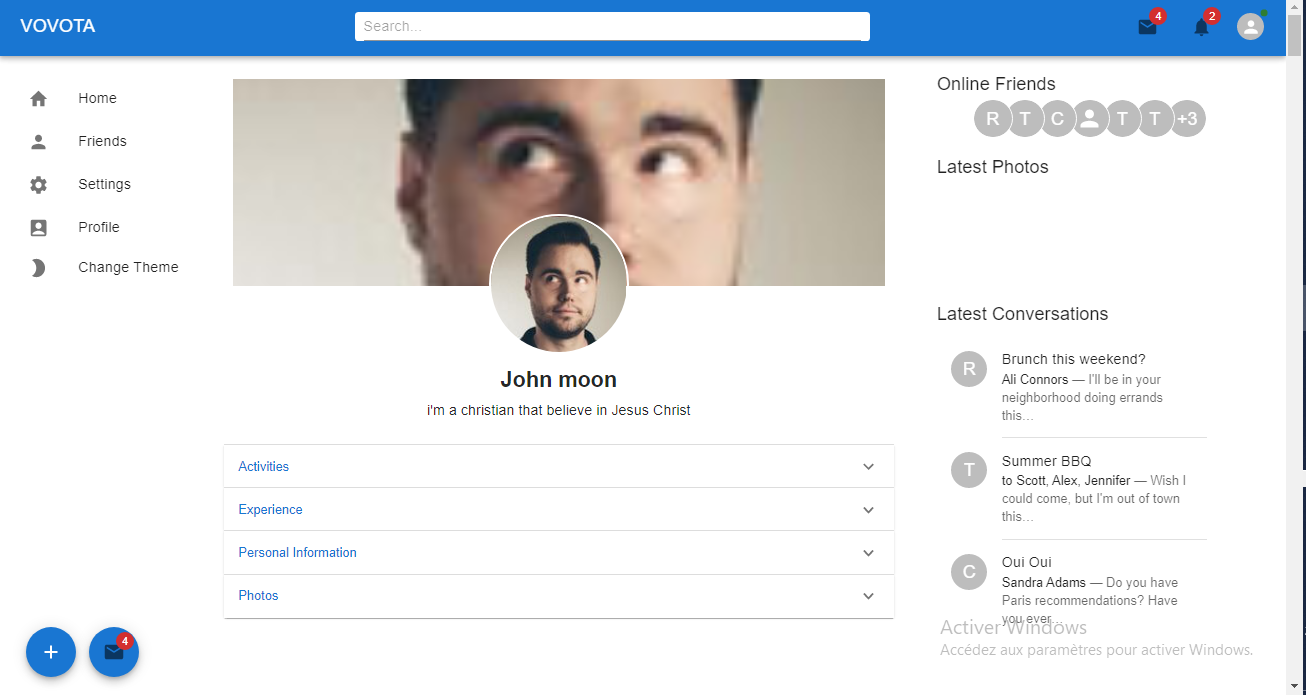 VOVOTA
Search...
4
2
Home
Friends
Settings
Profile
Change Theme
John moon
i'm a christian that believe in Jesus Christ
Activities
Experience
Personal Information
Photos
4
Online Friends
R T C T T +3
Latest Photos
Latest Conversations
R
Brunch this weekend?
Ali Connors — I'll be in your
neighborhood doing errands
this…
T
Summer BBQ
to Scott, Alex, Jennifer — Wish I
could come, but I'm out of town
this…
C
Oui Oui
Sandra Adams — Do you have
Paris recommendations? Have
you ever…
Activer Windows
Accédez aux paramètres pour activer Windows.